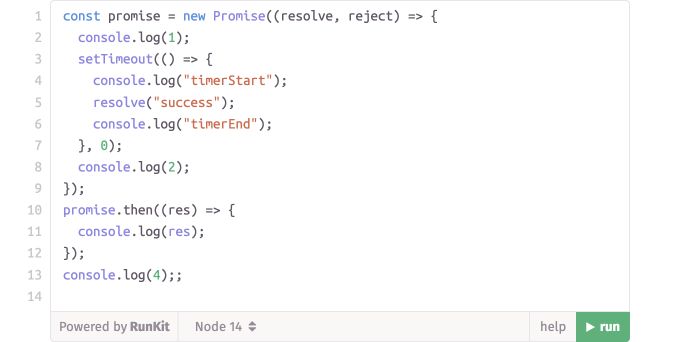 1 const promise = new Promise((resolve, reject) => {
2 console.log(1);
3 setTimeout(() => {
4 console.log("timerStart");
5 resolve("success");
6 console.log("timerEnd");
7 }, 0);
8 console.log(2);
9 });
10 promise.then((res) => {
11 console.log(res);
12 });
13 console.log(4);;
14
Powered by RunKit Node 14 help run